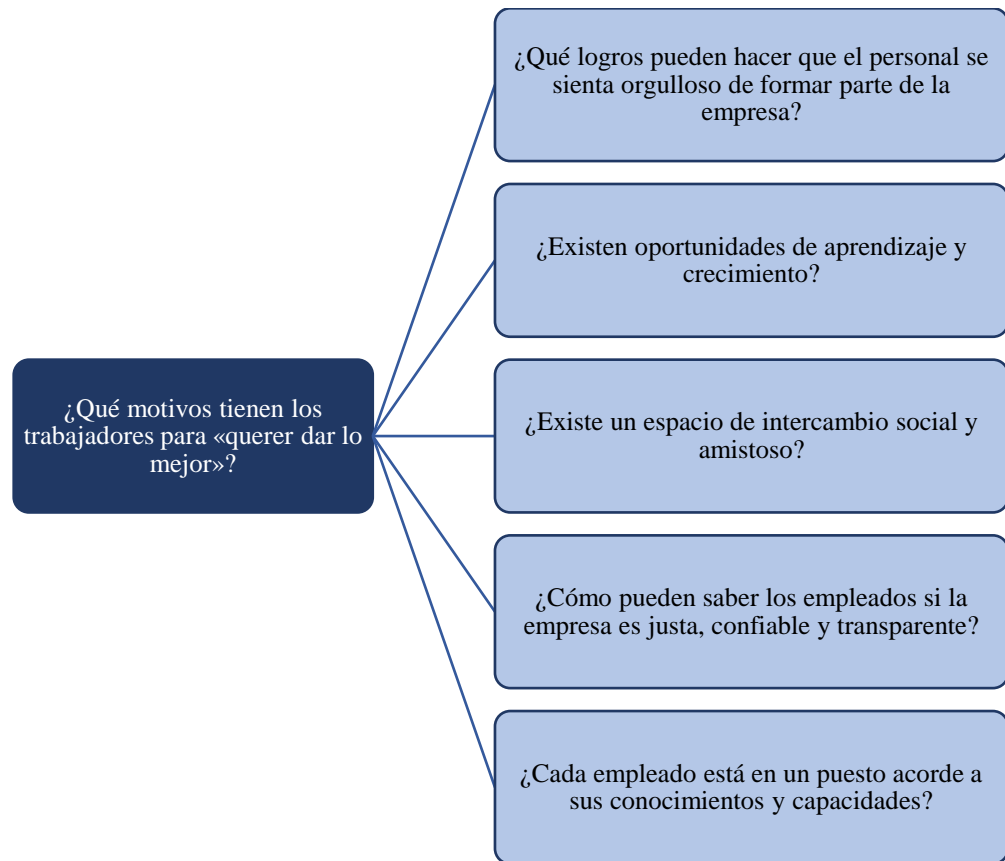 ¿Qué motivos tienen los
trabajadores para «querer dar lo
mejor»?
¿Qué logros pueden hacer que el personal se
sienta orgulloso de formar parte de la
empresa?
¿Existen oportunidades de aprendizaje y
crecimiento?
¿Existe un espacio de intercambio social y
amistoso?
¿Cómo pueden saber los empleados si la
empresa es justa, confiable y transparente?
¿Cada empleado está en un puesto acorde a
sus conocimientos y capacidades?